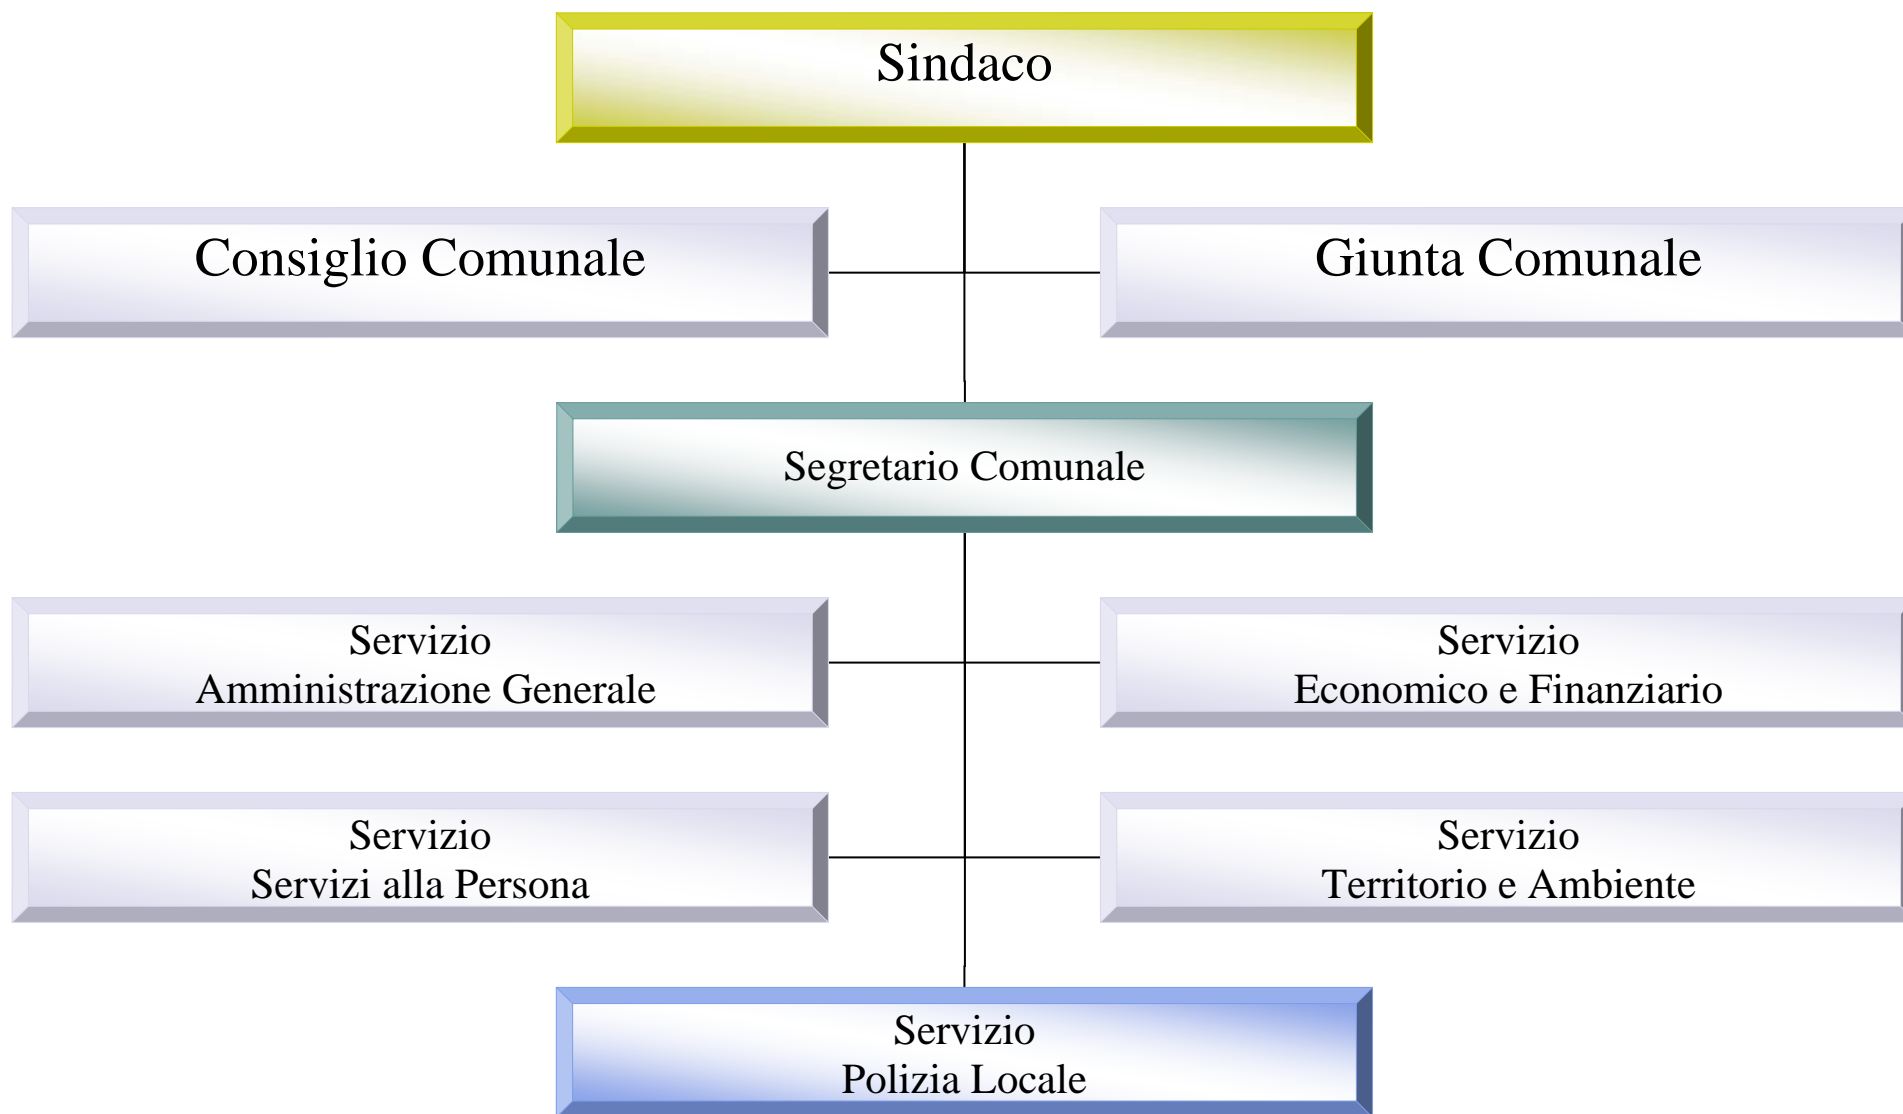 Sindaco
Consiglio Comunale
Giunta Comunale
Segretario Comunale
Servizio
Amministrazione Generale
Servizio
Economico e Finanziario
Servizio
Servizi alla Persona
Servizio
Territorio e Ambiente
Servizio
Polizia Locale